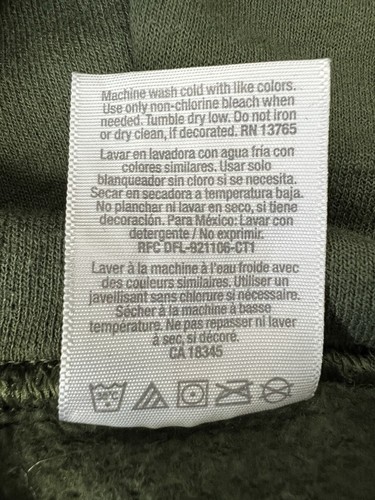 Machine wash cold with like colors.
Use only non-chlorine bleach when
needed. Tumble dry low. Do not iron
or dry clean, if decorated. RN 13765
Lavar en lavadora con agua fría con
colores similares. Usar solo
blanqueador sin cloro si se necesita.
Secar en secadora a temperatura baja.
No planchar ni lavar en seco, si tiene
decoración. Para México: Lavar con
detergente / No exprimir.
RFC DFL-921106-CT1
Laver à la machine à l'eau froide avec
des couleurs similaires. Utiliser un
javellisant sans chlorure si nécessaire.
Sécher à la machine à basse
température. Ne pas repasser ni laver
à sec, si décoré.
CA 18345
30°C